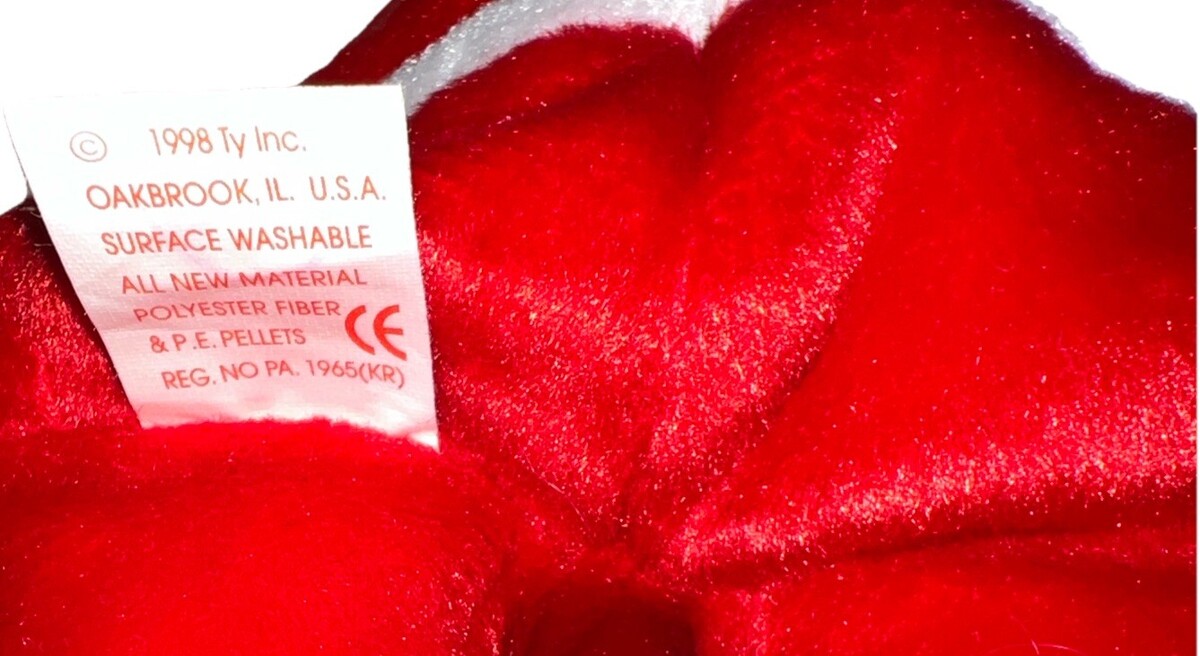 © 1998 Ty Inc.
OAKBROOK, IL. U.S.A.
SURFACE WASHABLE
ALL NEW MATERIAL
POLYESTER FIBER
& P.E. PELLETS CE
REG. NO PA. 1965(KR)